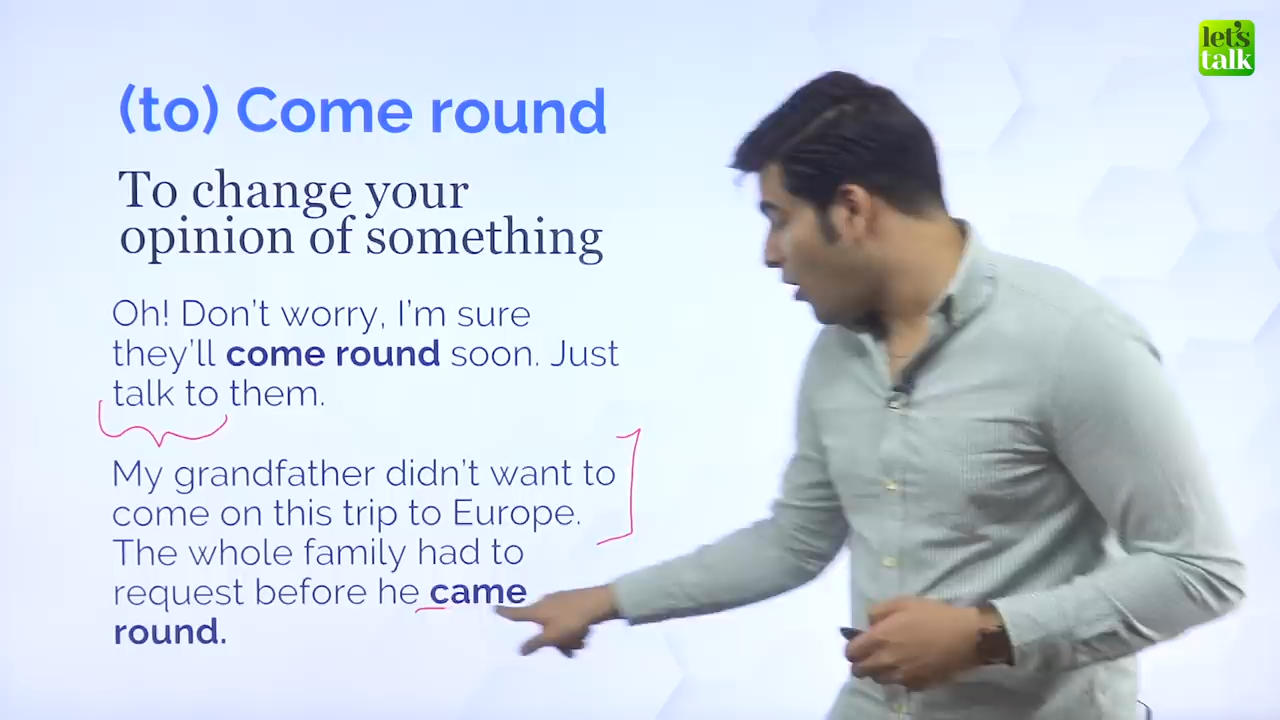 let's
talk
(to) Come round
To change your
opinion of something
Oh! Don't worry, I'm sure
they'll come round soon. Just
talk to them.
My grandfather didn't want to
come on this trip to Europe.
The whole family had to
request before he came
round.